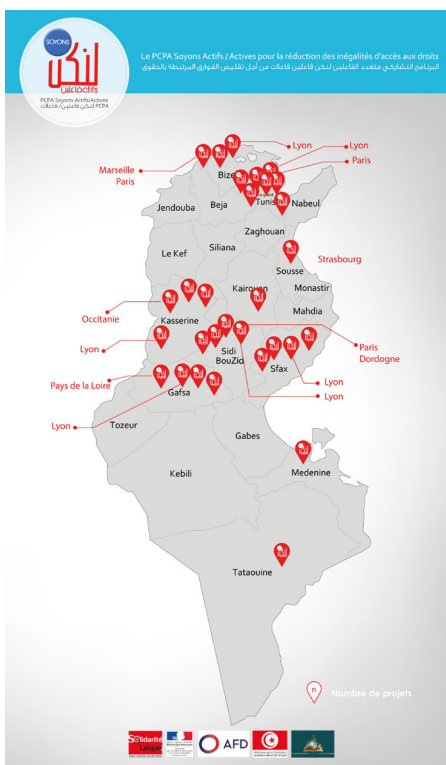 SOYONS
لنكن
PCPA Soyons Actifs/Actives
PCPA لنكن فاعلين/ فاعلات
Le PCPA Soyons Actifs / Actives pour la réduction des inégalités d'accès aux droits
البرنامج التشاركي متعدد الفاعلين لنكن فاعلين فاعلات من أجل تقليص الفوارق المرتبطة بالحقوق
Lyon
Lyon
Marseille
Paris
Paris
Bize
Tunis
Nabeul
Jendouba
Beja
Zaghouan
Siliana
Le Kef
Strasbourg
Sousse
Kairouan
Monastir
Mahdia
Occitanie
Kasserine
Lyon
Sidi
BouZid
Paris
Dordogne
Sfax
Pays de la Loire
Lyon
Gafsa
Lyon
Lyon
Tozeur
Gabes
Kebili
Medenine
Tataouine
n
Nombre de projets
Solidarité
Laïque
AFD